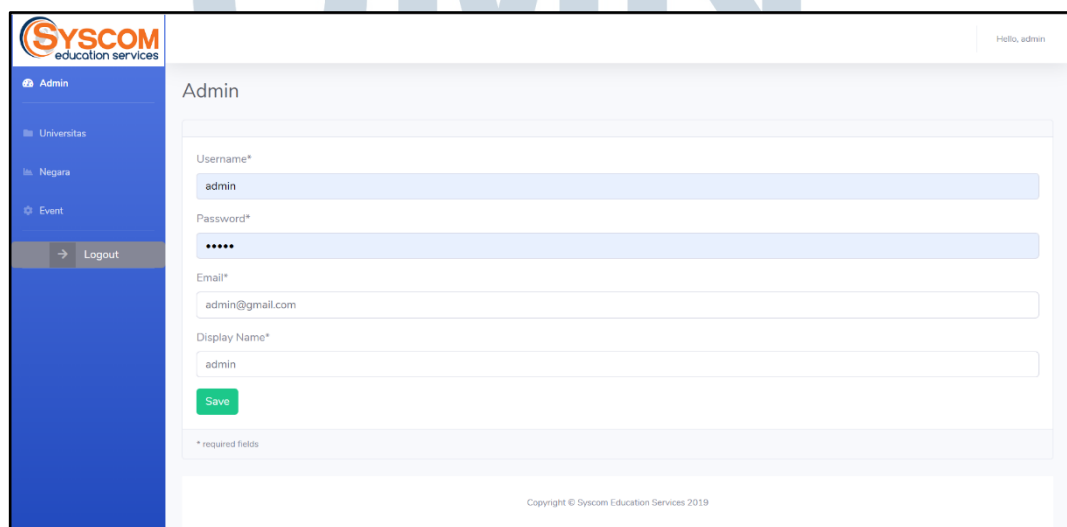 UMN
SYSCOM
education services
Hello, admin
Admin
Admin
Universitas
Negara
Event
Logout
Username*
admin
Password*
•••••
Email*
admin@gmail.com
Display Name*
admin
Save
* required fields
Copyright © Syscom Education Services 2019